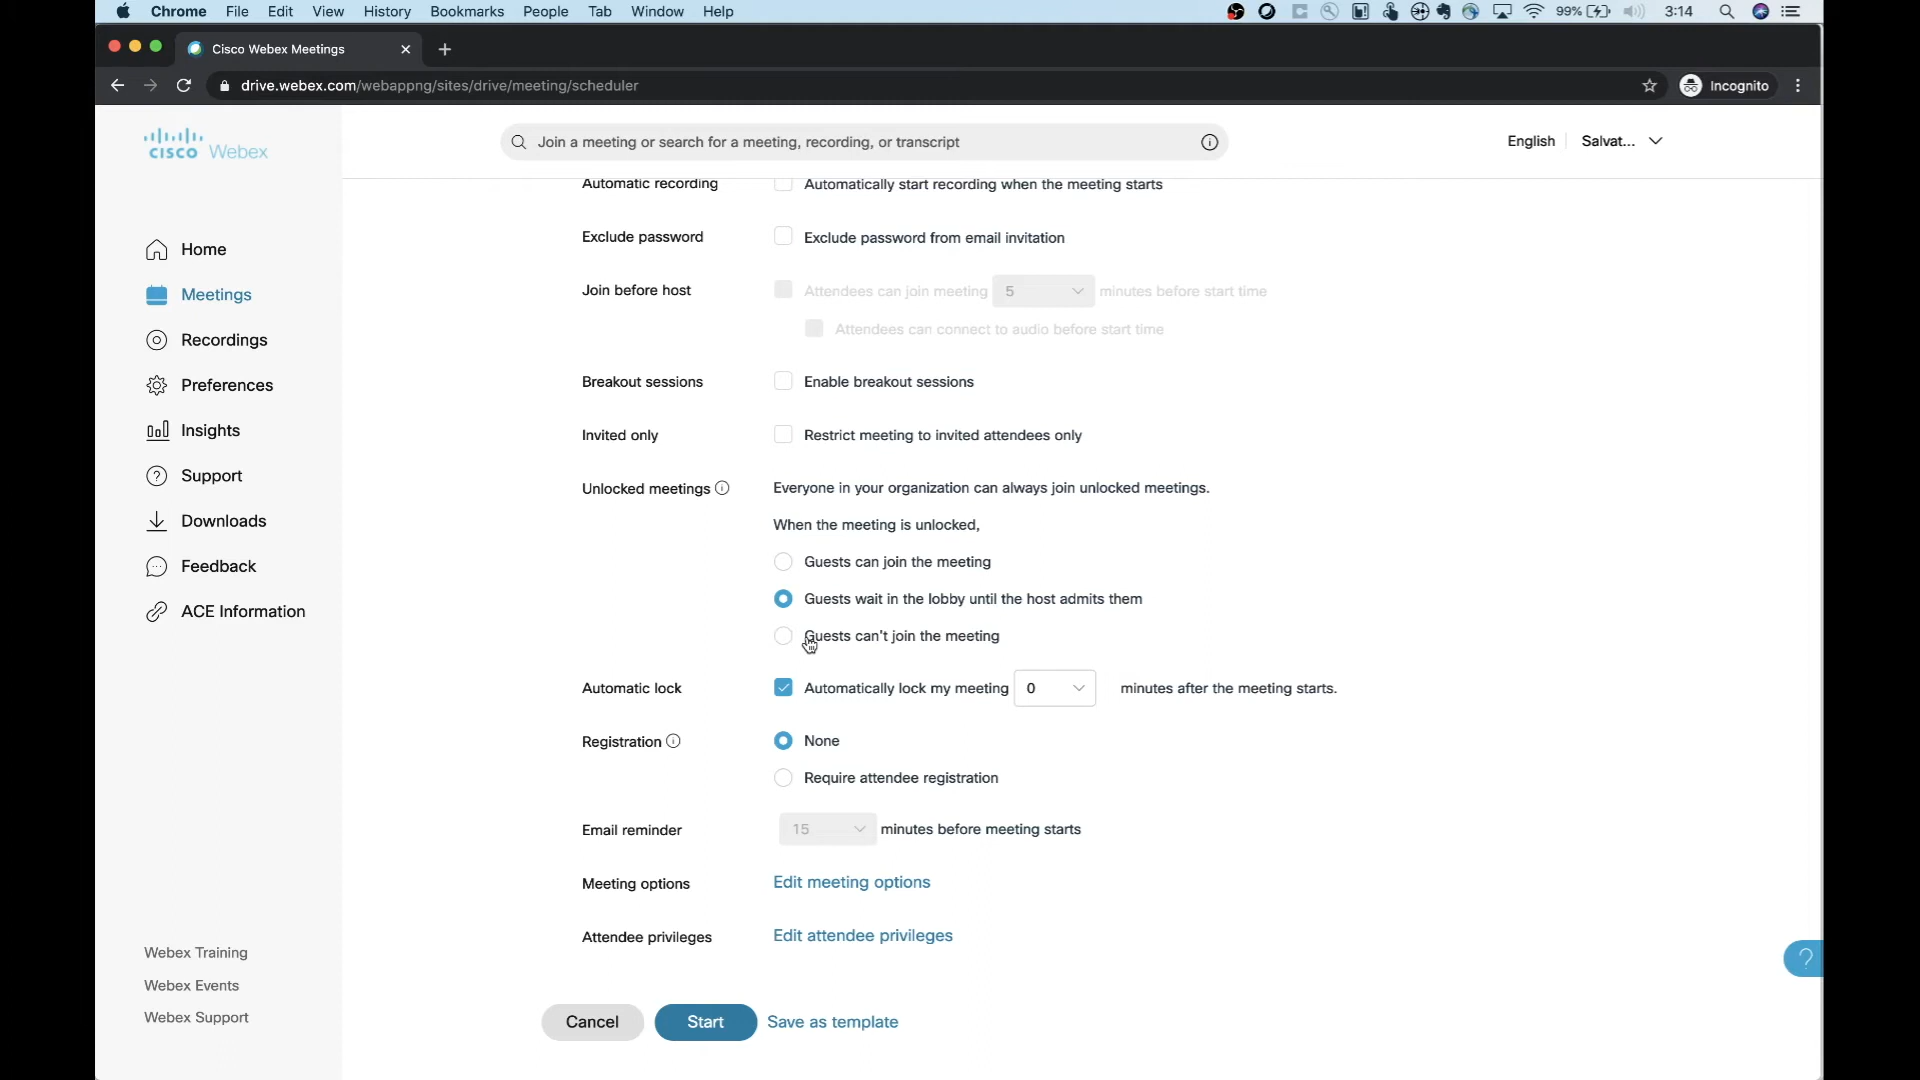 Chrome File Edit View History Bookmarks People Tab Window Help 99% 3:14
Cisco Webex Meetings
drive.webex.com/webappng/sites/drive/meeting/scheduler Incognito
CISCO Webex
Join a meeting or search for a meeting, recording, or transcript
English Salvat...
Home
Meetings
Recordings
Preferences
Insights
Support
Downloads
Feedback
ACE Information
Webex Training
Webex Events
Webex Support
Automatic recording Automatically start recording when the meeting starts
Exclude password Exclude password from email invitation
Join before host Attendees can join meeting 5 minutes before start time
Attendees can connect to audio before start time
Breakout sessions Enable breakout sessions
Invited only Restrict meeting to invited attendees only
Unlocked meetings Everyone in your organization can always join unlocked meetings.
When the meeting is unlocked,
Guests can join the meeting
Guests wait in the lobby until the host admits them
Guests can't join the meeting
Automatic lock Automatically lock my meeting 0 minutes after the meeting starts.
Registration None
Require attendee registration
Email reminder 15 minutes before meeting starts
Meeting options Edit meeting options
Attendee privileges Edit attendee privileges
Cancel Start Save as template
?